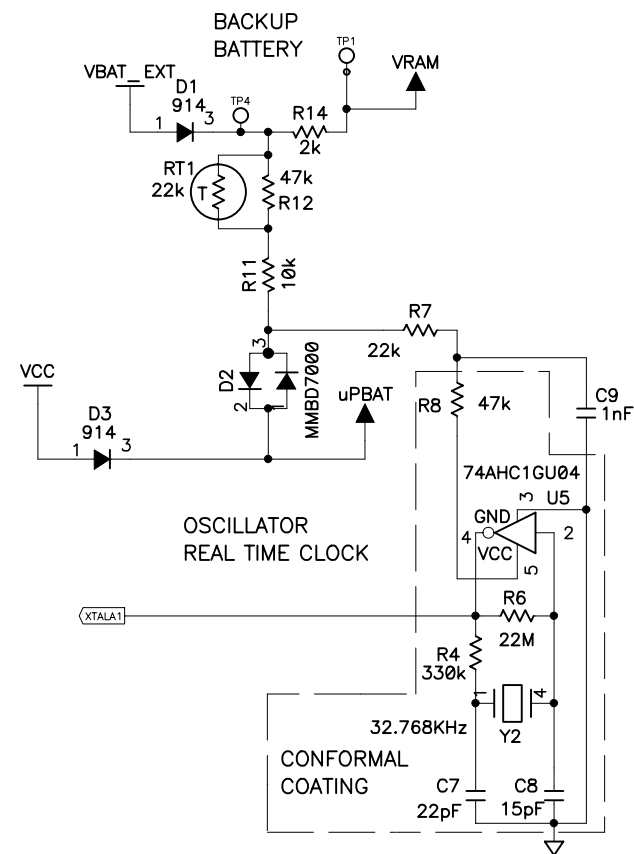 BACKUP
BATTERY
TP1
VBAT_EXT
VRAM
D1
914
TP4
1
3
R14
2k
RT1
22k
T
47k
R12
R11
10k
R7
22k
VCC
3
D2
2
1
MMBD7000
uPBAT
R8
47k
C9
1nF
D3
914
1
3
74AHC1GU04
3
U5
GND
4
2
VCC
5
OSCILLATOR
REAL TIME CLOCK
XTALA1
R6
22M
R4
330k
1
4
32.768KHz
Y2
CONFORMAL
COATING
C7
22pF
C8
15pF